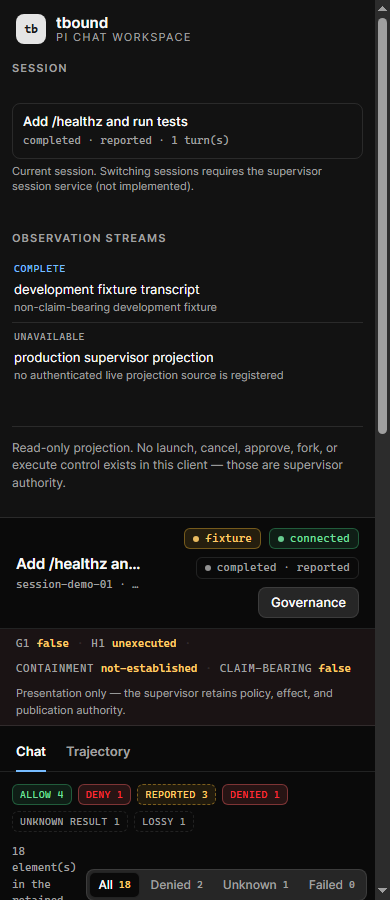 tb
tbound
PI CHAT WORKSPACE
SESSION
Add /healthz and run tests
completed · reported · 1 turn(s)
Current session. Switching sessions requires the supervisor
session service (not implemented).
OBSERVATION STREAMS
COMPLETE
development fixture transcript
non-claim-bearing development fixture
UNAVAILABLE
production supervisor projection
no authenticated live projection source is registered
Read-only projection. No launch, cancel, approve, fork, or
execute control exists in this client — those are supervisor
authority.
fixture connected
Add /healthz an...
completed · reported
session-demo-01 · …
Governance
G1 false · H1 unexecuted ·
CONTAINMENT not-established · CLAIM-BEARING false
Presentation only — the supervisor retains policy, effect, and
publication authority.
Chat Trajectory
ALLOW 4 DENY 1 REPORTED 3 DENIED 1
UNKNOWN RESULT 1 LOSSY 1
18
element(s)
in the
retained
All 18 Denied 2 Unknown 1 Failed 0